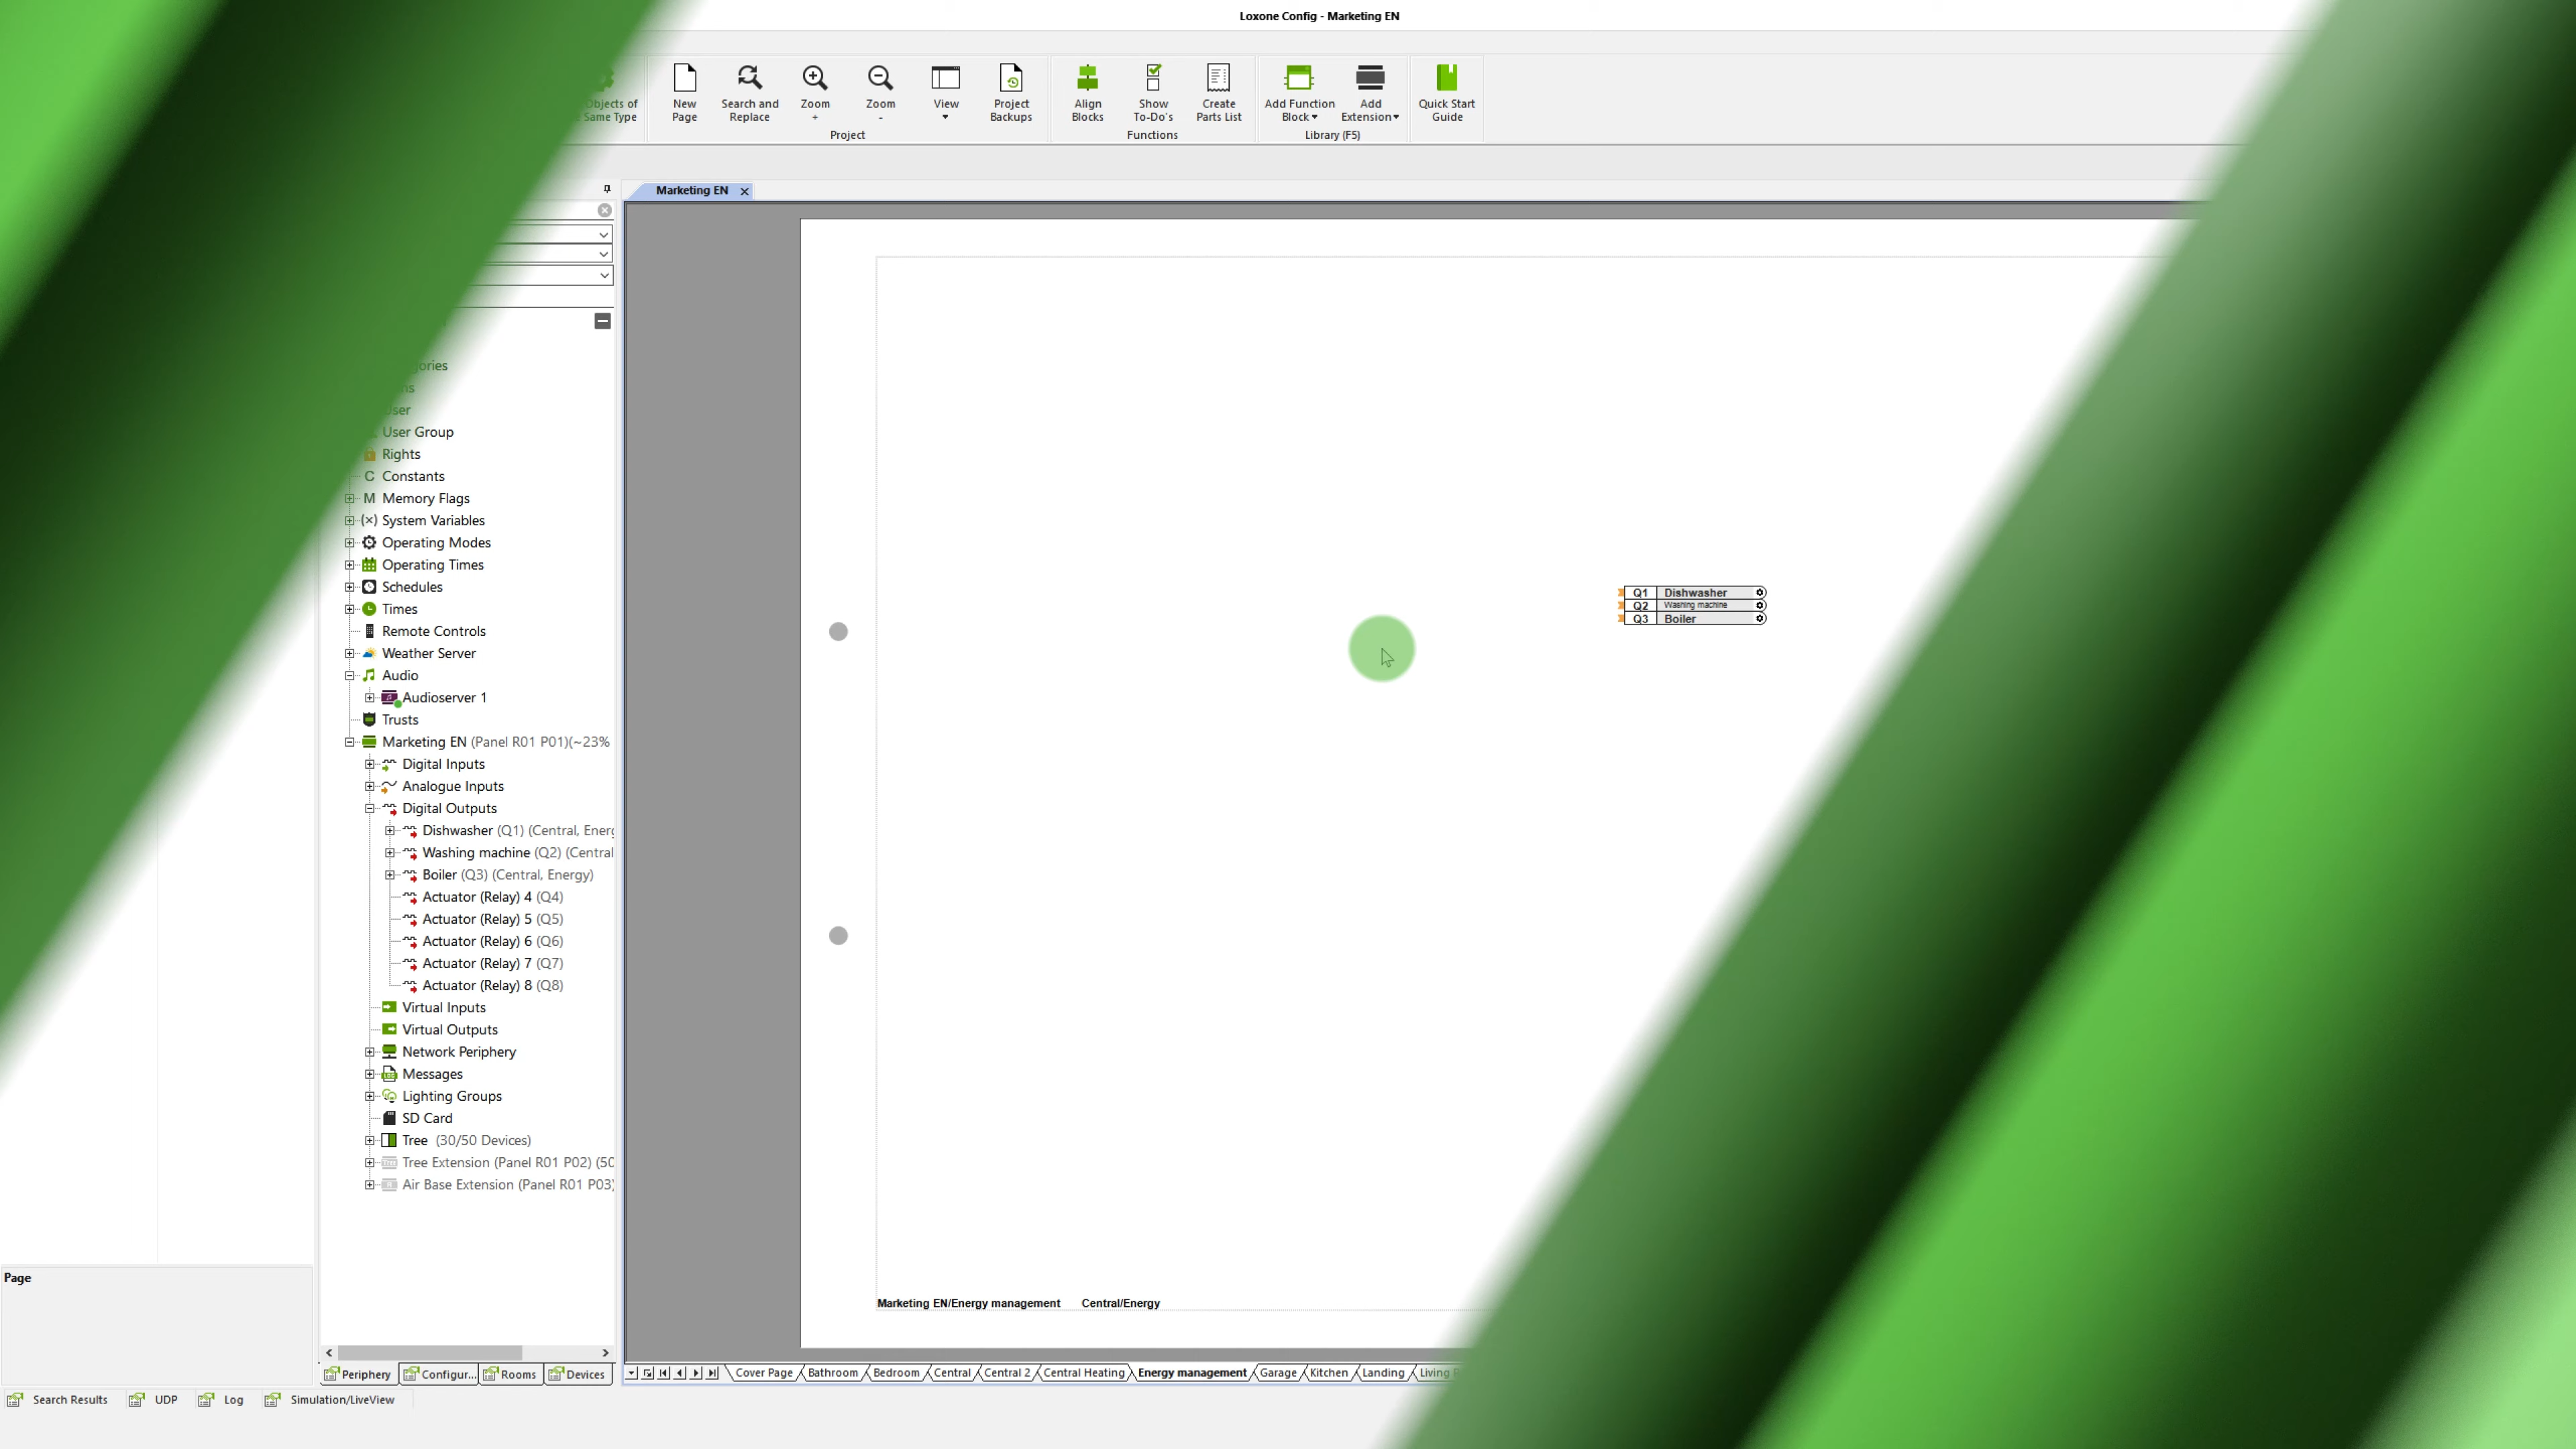 Loxone Config - Marketing EN
Objects of
Same Type
New
Page
Search and
Replace
Zoom
+
Zoom
-
View
Project
Backups
Project
Align
Blocks
Show
To-Do's
Create
Parts List
Functions
Add Function
Block
Add
Extension
Library (F5)
Quick Start
Guide
Marketing EN
User Group
Rights
C Constants
M Memory Flags
(x) System Variables
Operating Modes
Operating Times
Schedules
Times
Remote Controls
Weather Server
Audio
Audioserver 1
Trusts
Marketing EN (Panel R01 P01)(~23%
Digital Inputs
Analogue Inputs
Digital Outputs
Dishwasher (Q1) (Central, Energ
Washing machine (Q2) (Central
Boiler (Q3) (Central, Energy)
Actuator (Relay) 4 (Q4)
Actuator (Relay) 5 (Q5)
Actuator (Relay) 6 (Q6)
Actuator (Relay) 7 (Q7)
Actuator (Relay) 8 (Q8)
Virtual Inputs
Virtual Outputs
Network Periphery
Messages
Lighting Groups
SD Card
Tree (30/50 Devices)
Tree Extension (Panel R01 P02) (50
Air Base Extension (Panel R01 P03)
Q1 Dishwasher
Q2 Washing machine
Q3 Boiler
Page
Marketing EN/Energy management Central/Energy
Periphery Configur... Rooms Devices
Cover Page Bathroom Bedroom Central Central 2 Central Heating Energy management Garage Kitchen Landing Living
Search Results UDP Log Simulation/LiveView